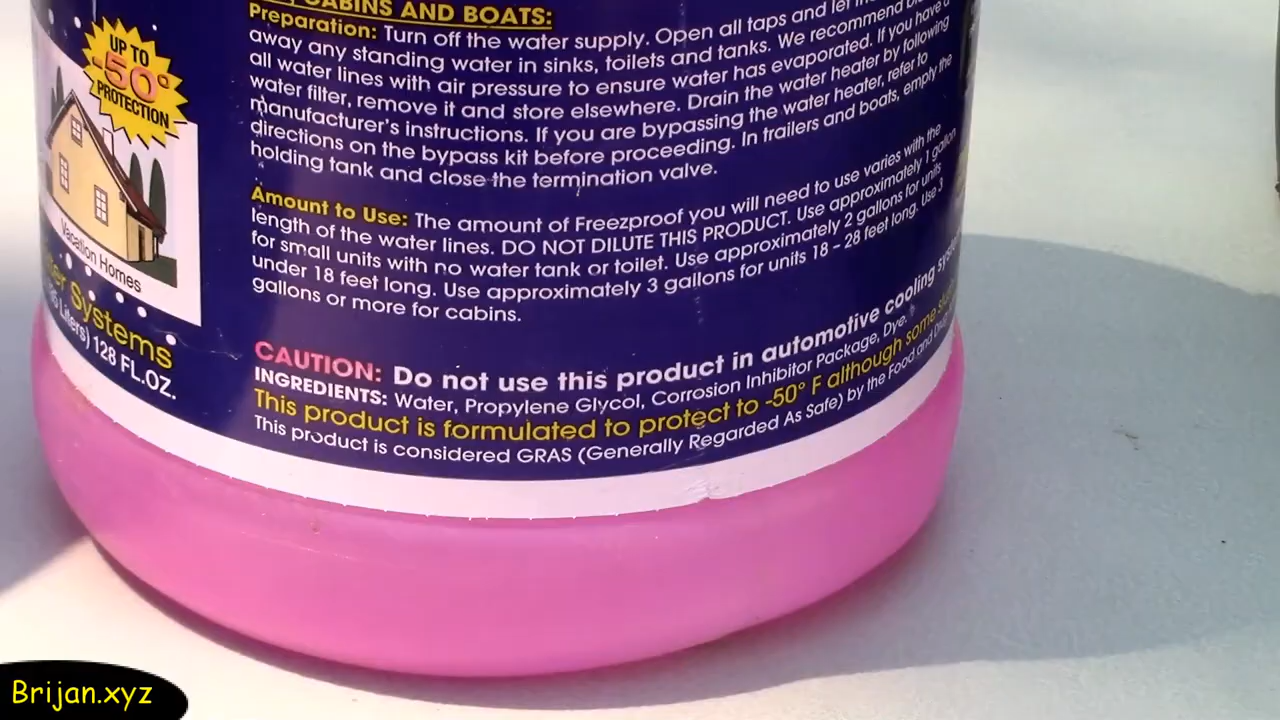 UP TO
-50°
PROTECTION
Vacation Homes
Systems
Liters) 128 FL.OZ.
CABINS AND BOATS:
Preparation: Turn off the water supply. Open all taps and let
away any standing water in sinks, toilets and tanks. We recommend
all water lines with air pressure to ensure water has evaporated. If you have a
water filter, remove it and store elsewhere. Drain the water heater by following
manufacturer's instructions. If you are bypassing the water heater, refer to
directions on the bypass kit before proceeding. In trailers and boats, empty the
holding tank and close the termination valve.
Amount to Use: The amount of Freezproof you will need to use varies with the
length of the water lines. DO NOT DILUTE THIS PRODUCT. Use approximately 1 gallon
for small units with no water tank or toilet. Use approximately 2 gallons for units
under 18 feet long. Use approximately 3 gallons for units 18 – 28 feet long. Use 3
gallons or more for cabins.
CAUTION: Do not use this product in automotive cooling
INGREDIENTS: Water, Propylene Glycol, Corrosion Inhibitor Package, Dye.
This product is formulated to protect to -50° F although some
This product is considered GRAS (Generally Regarded As Safe) by the Food and
Brijan.xyz